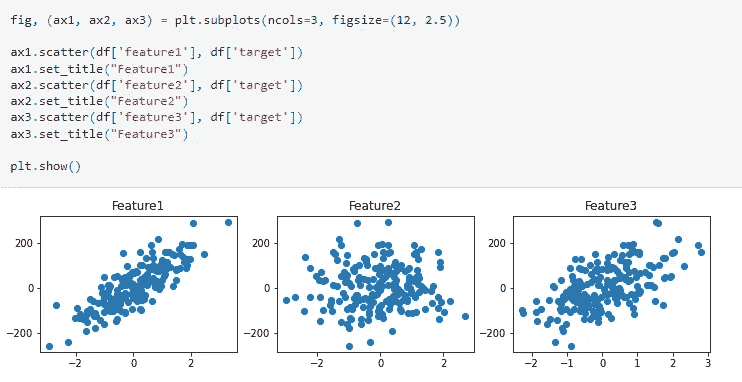 fig, (ax1, ax2, ax3) = plt.subplots(ncols=3, figsize=(12, 2.5))
ax1.scatter(df['feature1'], df['target'])
ax1.set_title("Feature1")
ax2.scatter(df['feature2'], df['target'])
ax2.set_title("Feature2")
ax3.scatter(df['feature3'], df['target'])
ax3.set_title("Feature3")
plt.show()
Feature1 Feature2 Feature3
200 200 200
0 0 0
−200 −200 −200
−2 0 2 −2 0 2 −2 −1 0 1 2 3